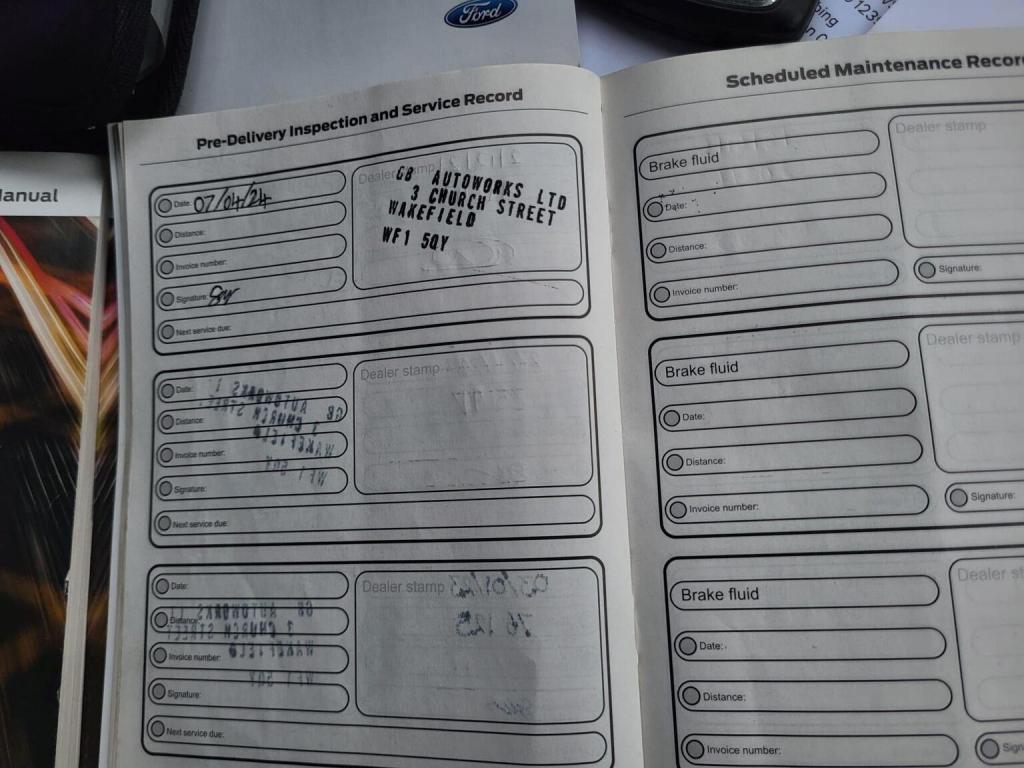 Ford
Manual
Pre-Delivery Inspection and Service Record
Date: 07/04/24
Distance:
Invoice number:
Signature: 
Next service due:
Dealer stamp
GB AUTOWORKS LTD
3 CHURCH STREET
WAKEFIELD
WF1 5QY
Date:
Distance:
Invoice number:
Signature:
Next service due:
Dealer stamp
Date:
Distance:
Invoice number:
Signature:
Next service due:
Dealer stamp
Scheduled Maintenance Recor
Brake fluid
Date:
Distance:
Invoice number:
Dealer stamp
Signature:
Brake fluid
Date:
Distance:
Invoice number:
Dealer stamp
Signature:
Brake fluid
Date:
Distance:
Invoice number:
Dealer st
Sign